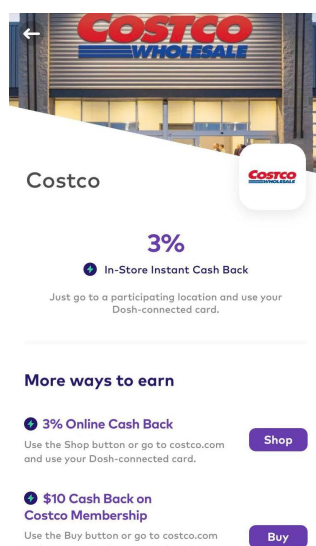 COSTCO
WHOLESALE
Costco
COSTCO
WHOLESALE
3%
In-Store Instant Cash Back
Just go to a participating location and use your
Dosh-connected card.
More ways to earn
3% Online Cash Back
Use the Shop button or go to costco.com
and use your Dosh-connected card.
Shop
$10 Cash Back on
Costco Membership
Use the Buy button or go to costco.com
Buy